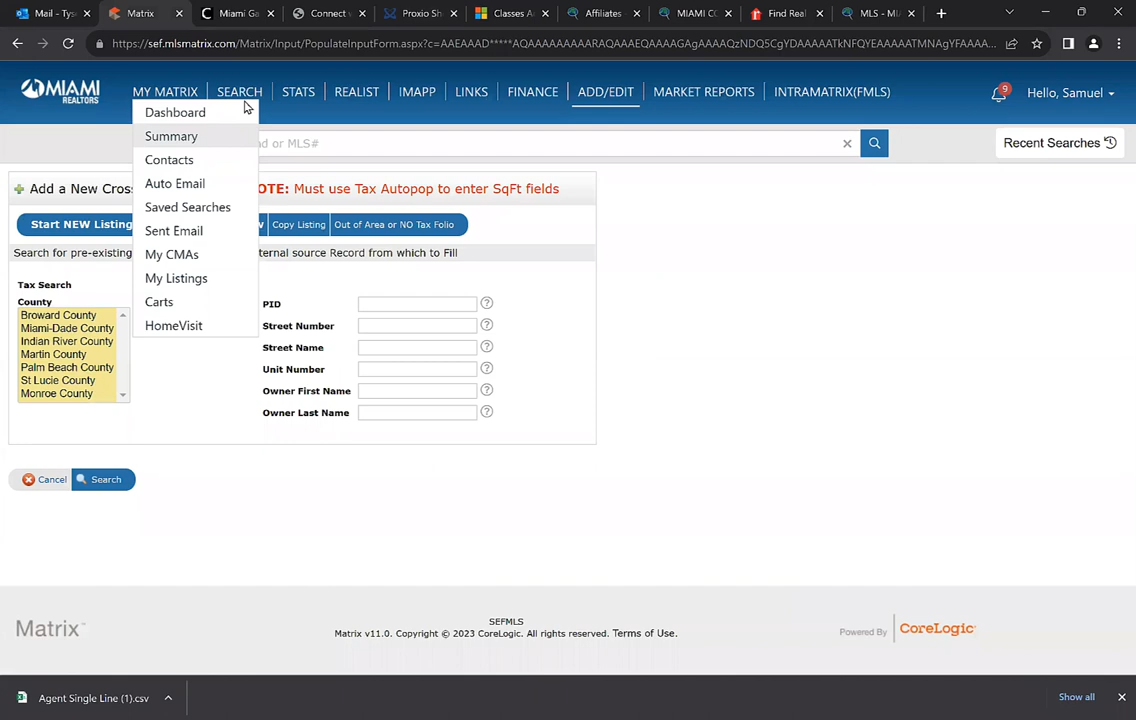 Mail - Tys
Matrix
Miami Ga
Connect w
Proxio Sh
Classes A
Affiliates -
MIAMI CO
Find Real
MLS - MIA
https://sef.mlsmatrix.com/Matrix/Input/PopulateInputForm.aspx?c=AAEAAAD*****AQAAAAAAAAARAQAAAEQAAAAGAgAAAAQzNDQ5CgYDAAAAATkNFQYEAAAATMNAgYFAAAA...
MIAMI
REALTORS
MY MATRIX
SEARCH
STATS
REALIST
IMAPP
LINKS
FINANCE
ADD/EDIT
MARKET REPORTS
INTRAMATRIX(FMLS)
9
Hello, Samuel
Dashboard
Summary
Contacts
Auto Email
Saved Searches
Sent Email
My CMAs
My Listings
Carts
HomeVisit
nd or MLS#
Recent Searches
Add a New Cros
OTE: Must use Tax Autopop to enter SqFt fields
Start NEW Listing
v
Copy Listing
Out of Area or NO Tax Folio
Search for pre-existing
ternal source Record from which to Fill
Tax Search
County
Broward County
Miami-Dade County
Indian River County
Martin County
Palm Beach County
St Lucie County
Monroe County
PID
Street Number
Street Name
Unit Number
Owner First Name
Owner Last Name
Cancel
Search
Matrix™
SEFMLS
Matrix v11.0. Copyright © 2023 CoreLogic. All rights reserved. Terms of Use.
Powered By
CoreLogic
Agent Single Line (1).csv
Show all